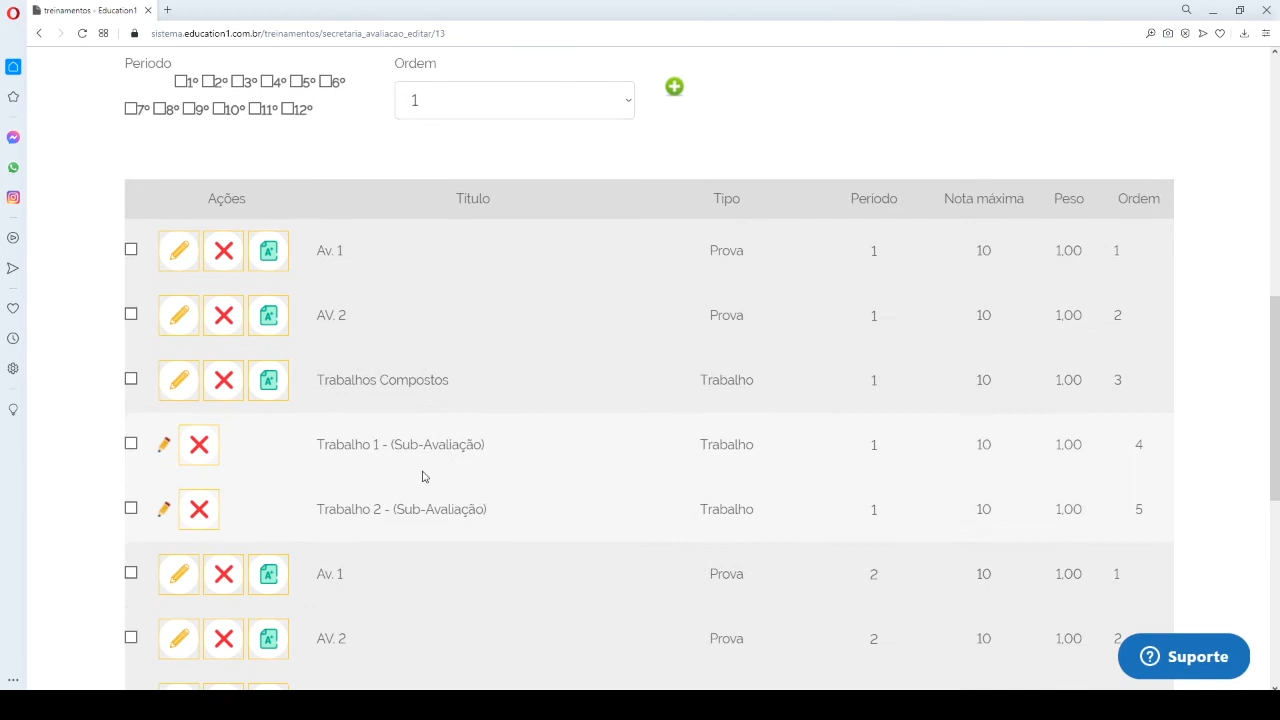 treinamentos - Education1
sistema.education1.com.br/treinamentos/secretaria_avaliacao_editar/13
Periodo
Ordem
1º 2º 3º 4º 5º 6º
7º 8º 9º 10º 11º 12º
1
Ações Título Tipo Período Nota máxima Peso Ordem
Av. 1 Prova 1 10 1,00 1
AV. 2 Prova 1 10 1,00 2
Trabalhos Compostos Trabalho 1 10 1,00 3
Trabalho 1 - (Sub-Avaliação) Trabalho 1 10 1,00 4
Trabalho 2 - (Sub-Avaliação) Trabalho 1 10 1,00 5
Av. 1 Prova 2 10 1,00 1
AV. 2 Prova 2 10 1,00 2
Suporte